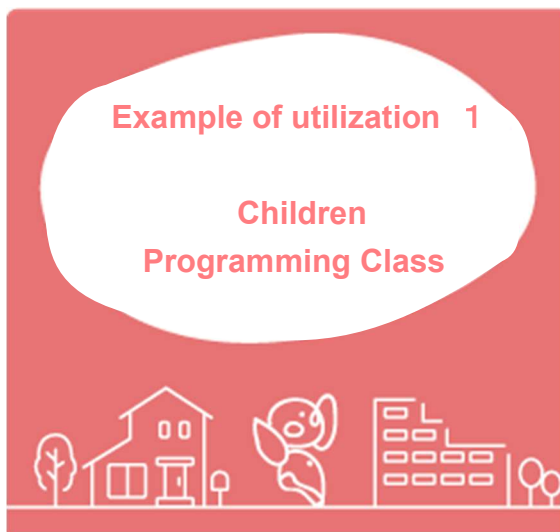 Example of utilization １
Children
Programming Class